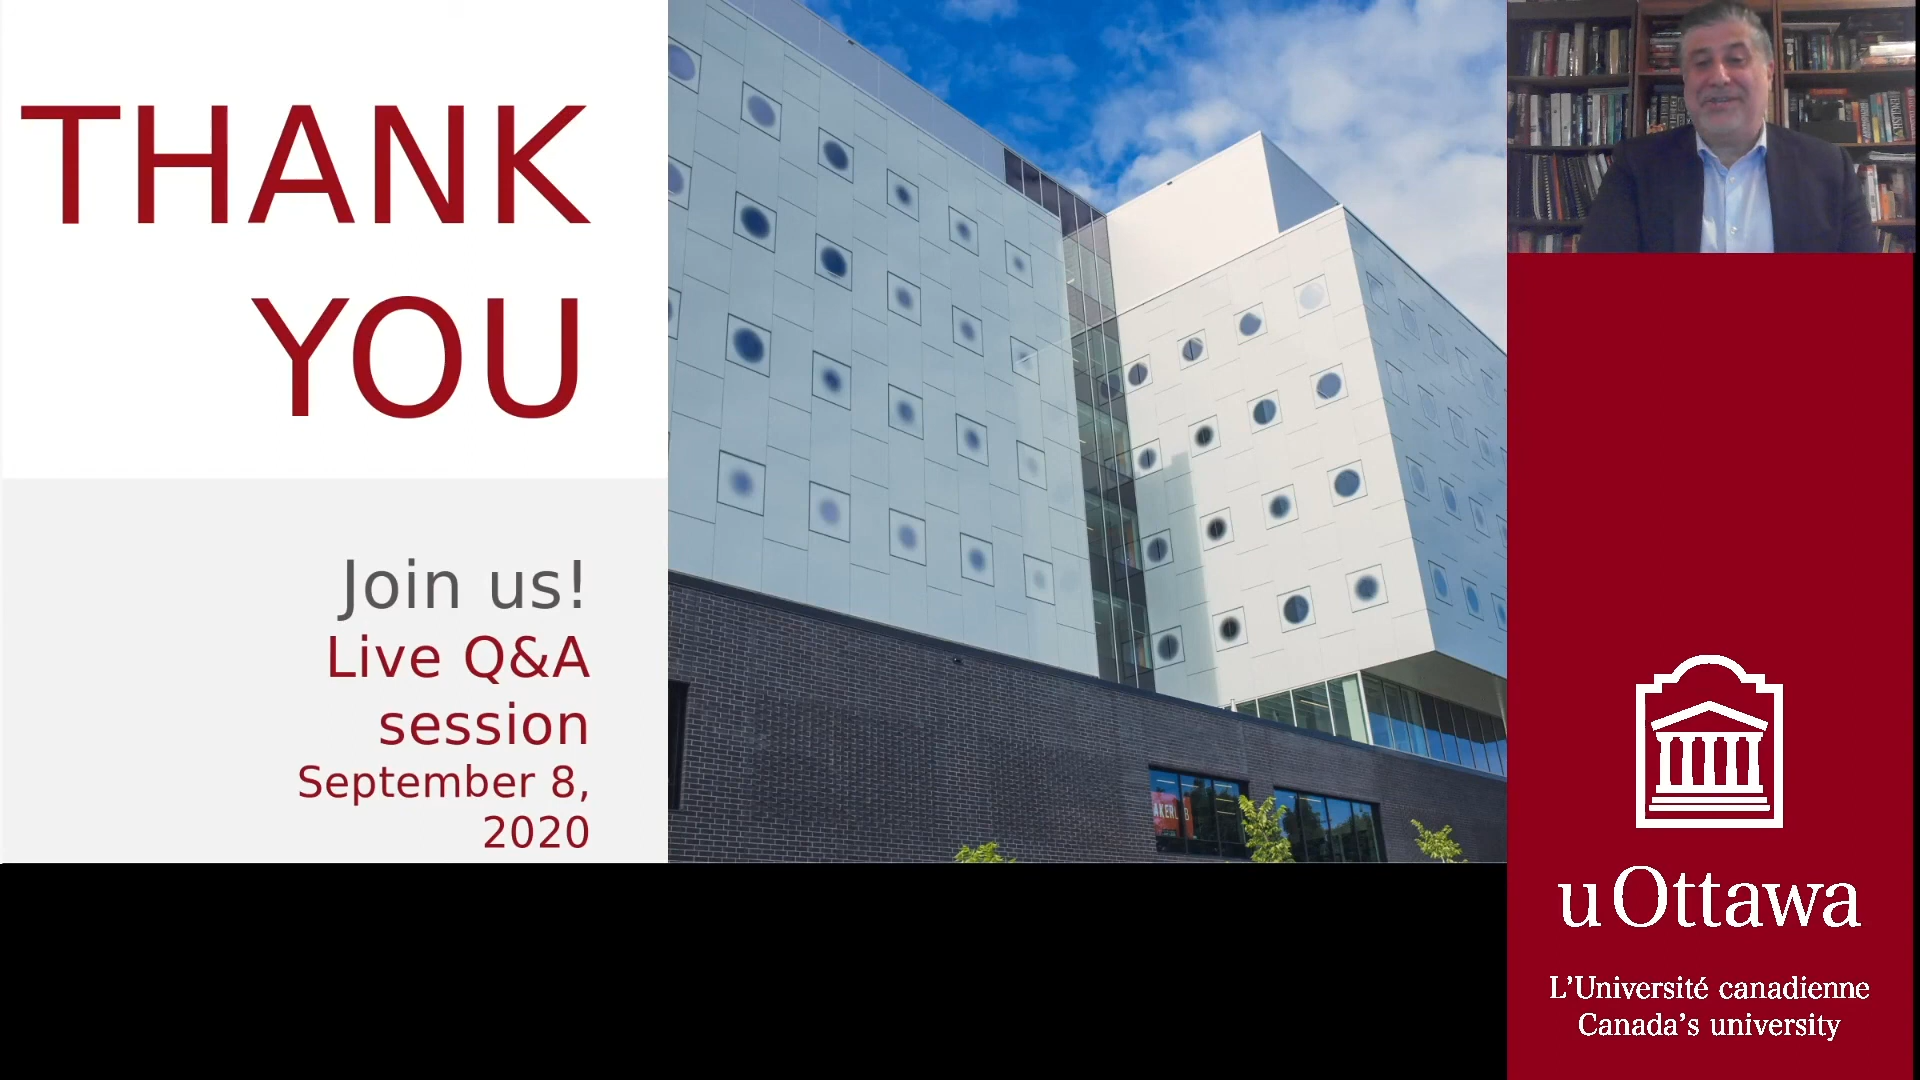 THANK
YOU
Join us!
Live Q&A
session
September 8,
2020
uOttawa
L'Université canadienne
Canada's university